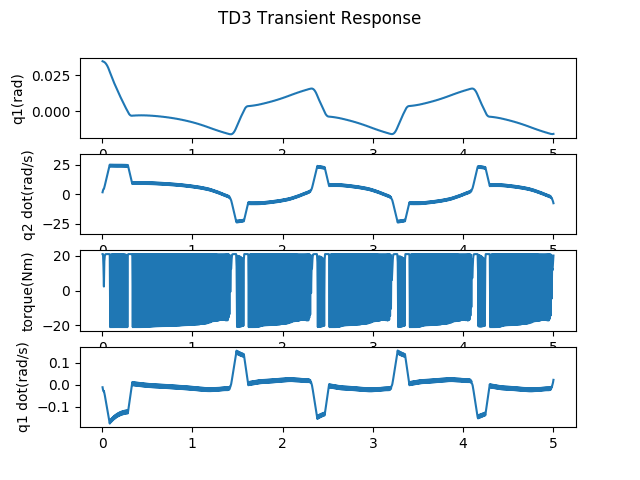 TD3 Transient Response
q1(rad)
0.025
0.000
0 1 2 3 4 5
q2 dot(rad/s)
25
0
−25
0 1 2 3 4 5
torque(Nm)
20
0
−20
0 1 2 3 4 5
q1 dot(rad/s)
0.1
0.0
−0.1
0 1 2 3 4 5